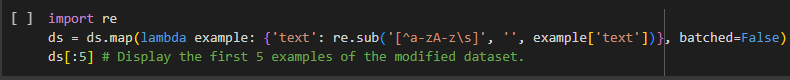 [ ] import re
ds = ds.map(lambda example: {'text': re.sub('[^a-zA-z\s]', '', example['text'])}, batched=False)
ds[:5] # Display the first 5 examples of the modified dataset.